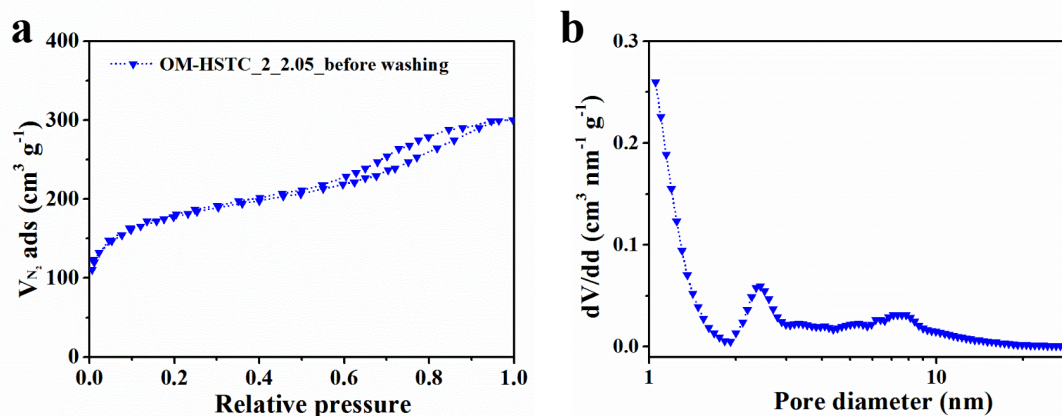 a
400
300
200
100
0
V_N₂ ads (cm³ g⁻¹)
OM-HSTC_2_2.05_before washing
0.0 0.2 0.4 0.6 0.8 1.0
Relative pressure
b
0.3
0.2
0.1
0.0
dV/dd (cm³ nm⁻¹ g⁻¹)
1 10
Pore diameter (nm)